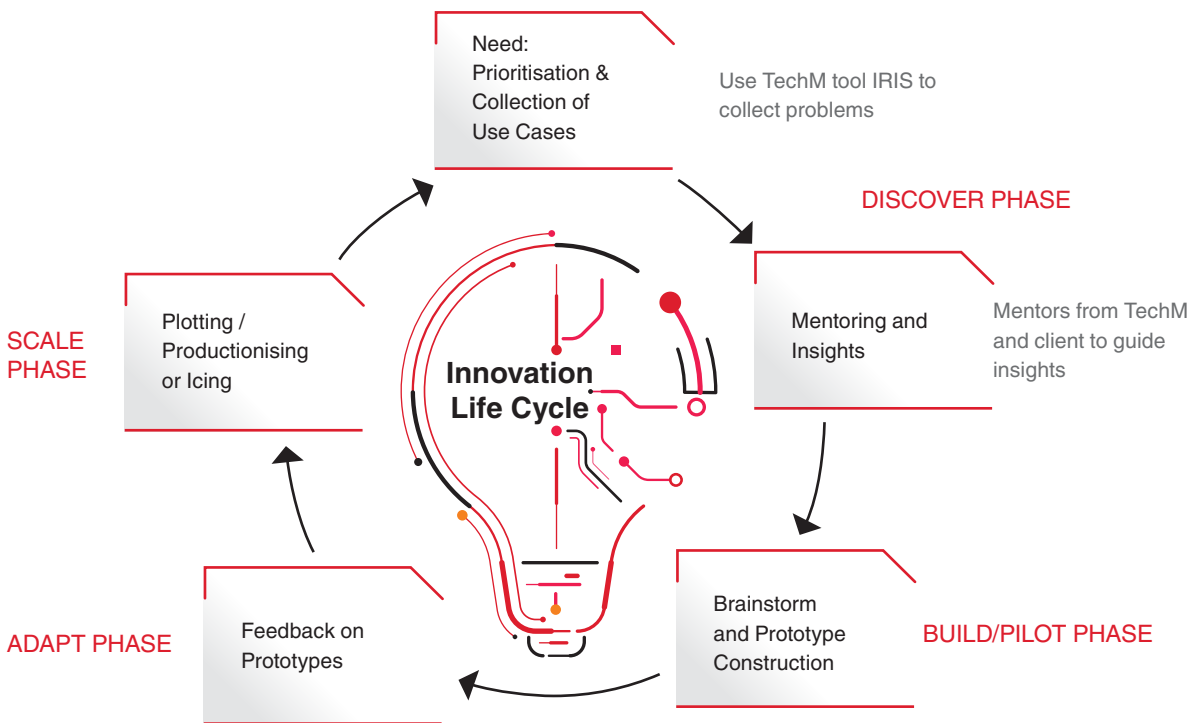 Need:
Prioritisation &
Collection of
Use Cases
Use TechM tool IRIS to
collect problems
DISCOVER PHASE
Mentoring and
Insights
Mentors from TechM
and client to guide
insights
SCALE
PHASE
Plotting /
Productionising
or Icing
Innovation
Life Cycle
Brainstorm
and Prototype
Construction
BUILD/PILOT PHASE
ADAPT PHASE
Feedback on
Prototypes